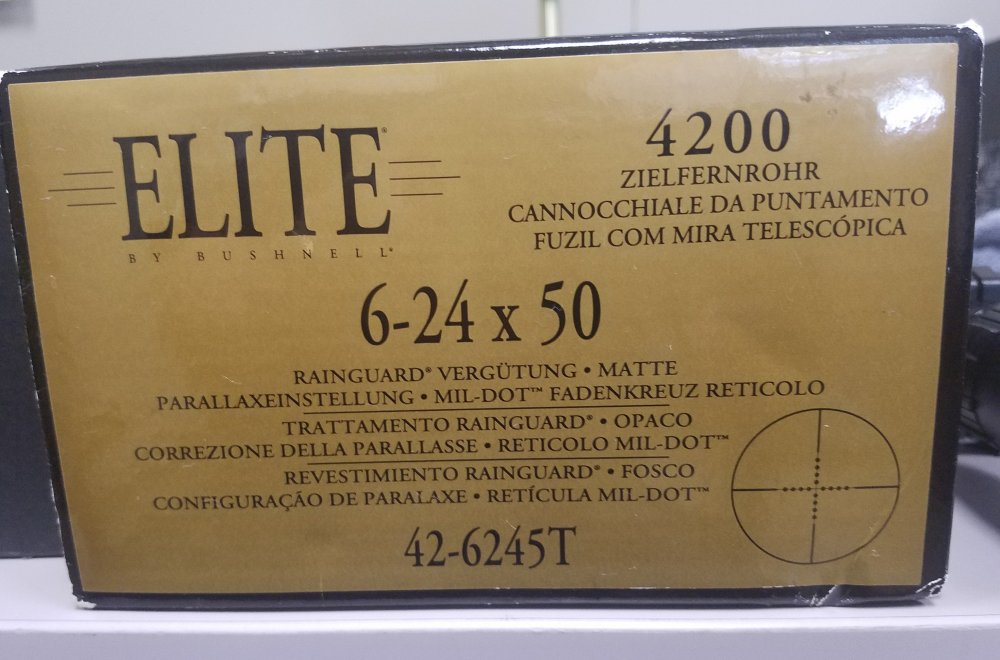 ELITE®
BY BUSHNELL®
4200
ZIELFERNROHR
CANNOCCHIALE DA PUNTAMENTO
FUZIL COM MIRA TELESCÓPICA
6-24 x 50
RAINGUARD® VERGÜTUNG • MATTE
PARALLAXEINSTELLUNG • MIL-DOT™ FADENKREUZ RETICOLO
TRATTAMENTO RAINGUARD® • OPACO
CORREZIONE DELLA PARALLASSE • RETICOLO MIL-DOT™
REVESTIMIENTO RAINGUARD® • FOSCO
CONFIGURAÇÃO DE PARALAXE • RETÍCULA MIL-DOT™
42-6245T